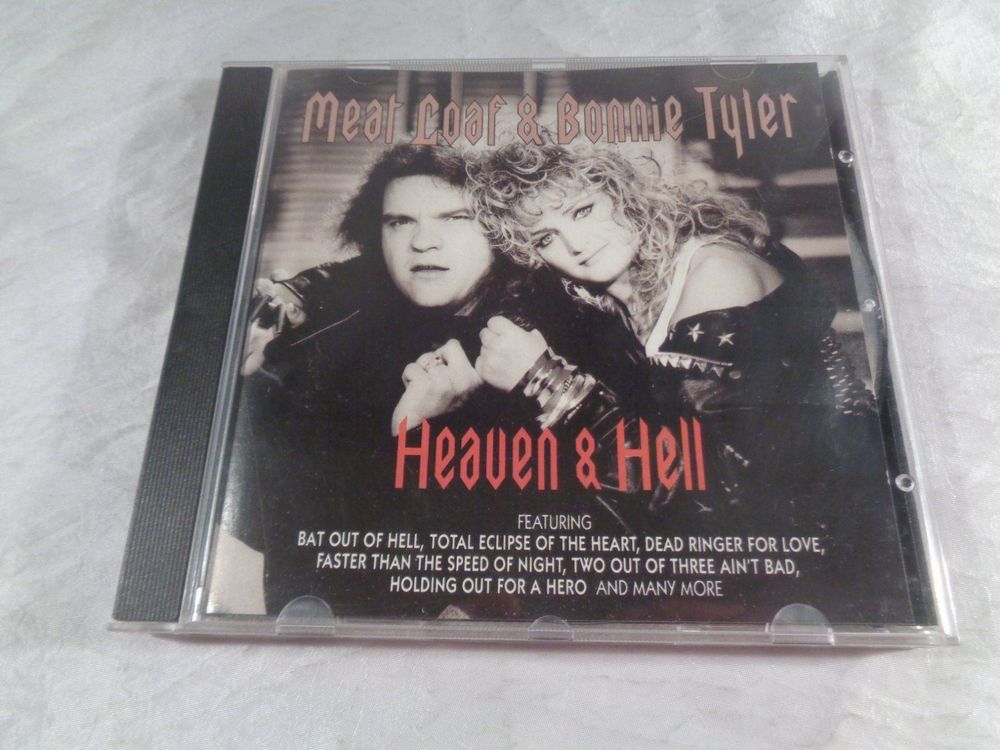 Meat Loaf & Bonnie Tyler
Heaven & Hell
FEATURING
BAT OUT OF HELL, TOTAL ECLIPSE OF THE HEART, DEAD RINGER FOR LOVE,
FASTER THAN THE SPEED OF NIGHT, TWO OUT OF THREE AIN'T BAD,
HOLDING OUT FOR A HERO AND MANY MORE